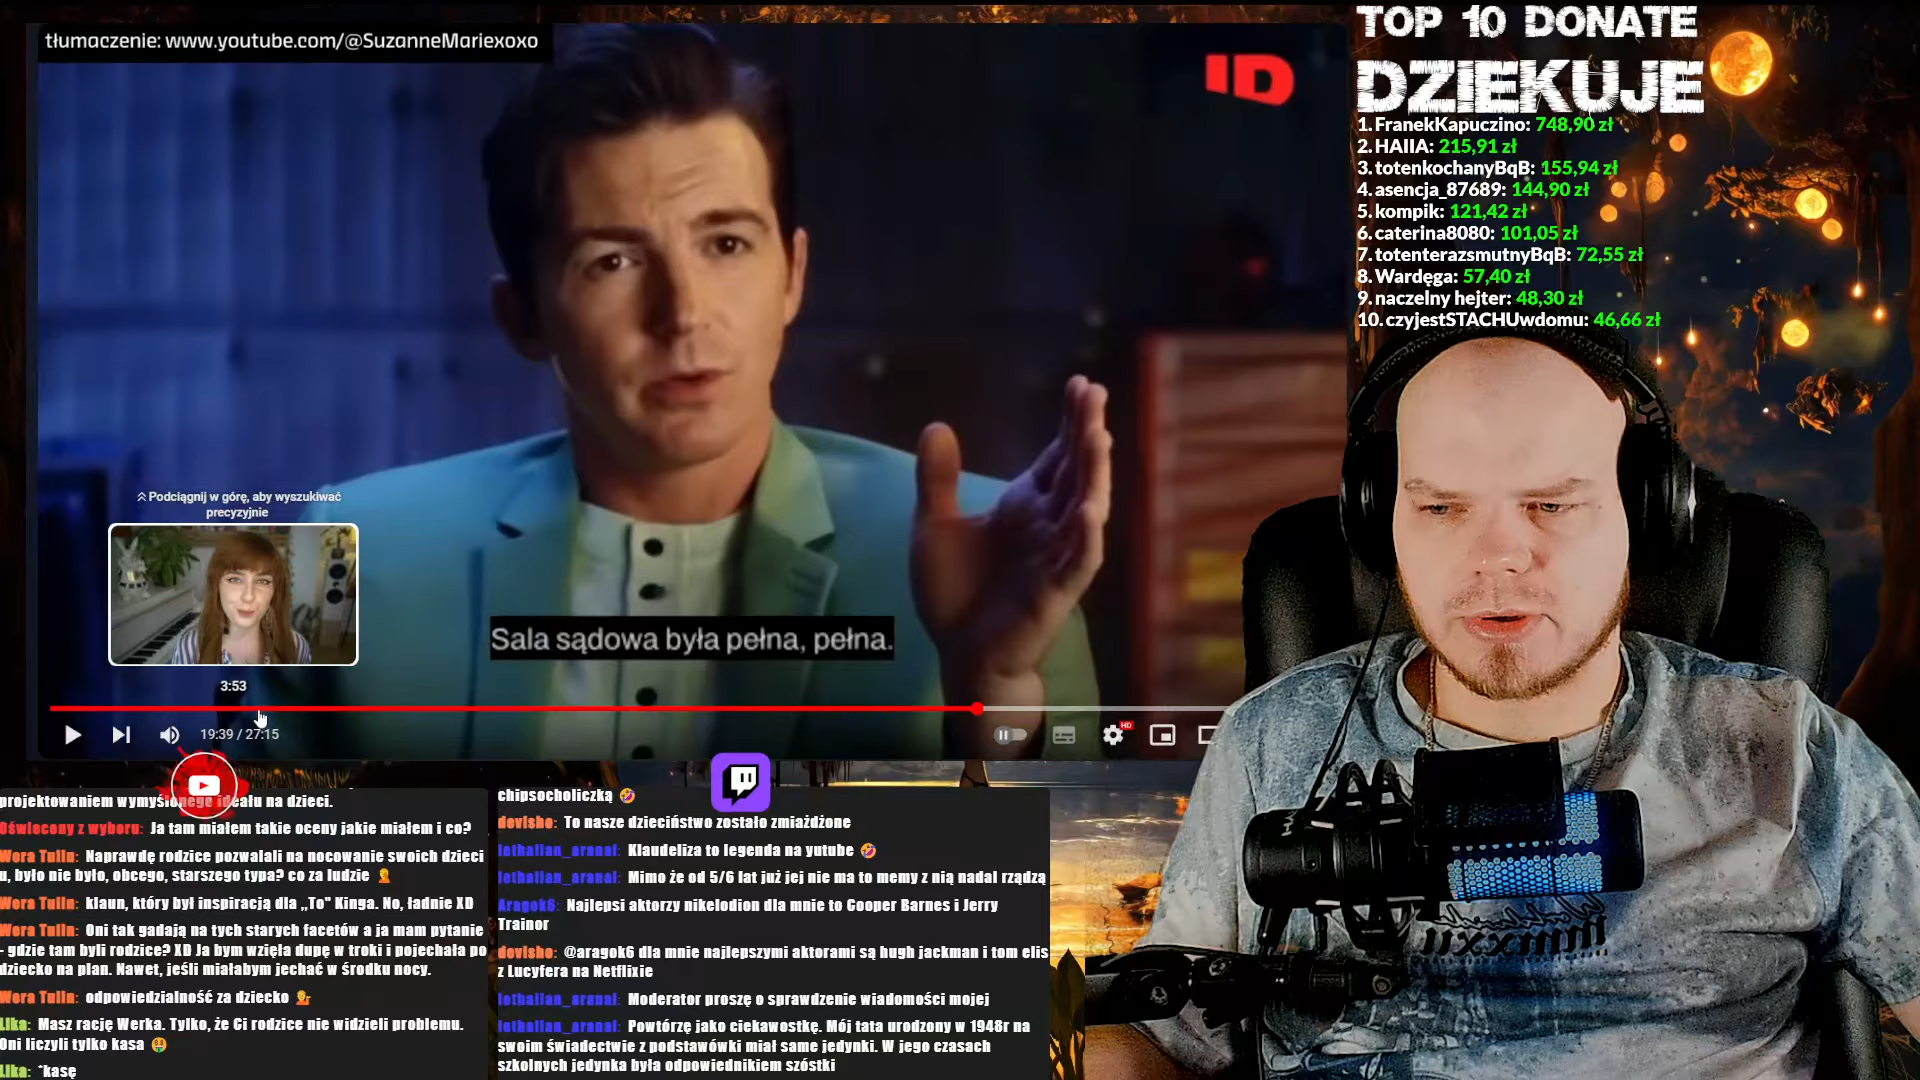 tłumaczenie: www.youtube.com/@SuzanneMariexoxo
ID
TOP 10 DONATE
DZIEKUJE
1. FranekKapuczino: 748,90 zł
2. HAIIA: 215,91 zł
3. totenkochanyBqB: 155,94 zł
4. asencja_87689: 144,90 zł
5. kompik: 121,42 zł
6. caterina8080: 101,05 zł
7. totenterazsmutnyBqB: 72,55 zł
8. Wardęga: 57,40 zł
9. naczelny hejter: 48,30 zł
10. czyjestSTACHUwdomu: 46,66 zł
Podciągnij w górę, aby wyszukiwać
precyzyjnie
3:53
Sala sądowa była pełna, pełna.
19:39 / 27:15
HD
projektowaniem wymyślonego ideału na dzieci.
Oświecony z wyboru: Ja tam miałem takie oceny jakie miałem i co?
Wera Tulin: Naprawdę rodzice pozwalali na nocowanie swoich dzieci
u, było nie było, obcego, starszego typa? co za ludzie 🤦
Wera Tulin: klaun, który był inspiracją dla ,,To" Kinga. No, ładnie XD
Wera Tulin: Oni tak gadają na tych starych facetów a ja mam pytanie
- gdzie tam byli rodzice? XD Ja bym wzięła dupę w troki i pojechała po
dziecko na plan. Nawet, jeśli miałabym jechać w środku nocy.
Wera Tulin: odpowiedzialność za dziecko 💁
Lika: Masz rację Werka. Tylko, że Ci rodzice nie widzieli problemu.
Oni liczyli tylko kasa 🤑
Lika: *kasę
chipsocholiczką 🤣
devisho: To nasze dzieciństwo zostało zmiażdżone
lethalian_aranal: Klaudeliza to legenda na yutube 🤣
lethalian_aranal: Mimo że od 5/6 lat już jej nie ma to memy z nią nadal rządzą
Aragok6: Najlepsi aktorzy nikelodion dla mnie to Cooper Barnes i Jerry
Trainor
devisho: @aragok6 dla mnie najlepszymi aktorami są hugh jackman i tom elis
z Lucyfera na Netflixie
lethalian_aranal: Moderator proszę o sprawdzenie wiadomości mojej
lethalian_aranal: Powtórzę jako ciekawostkę. Mój tata urodzony w 1948r na
swoim świadectwie z podstawówki miał same jedynki. W jego czasach
szkolnych jedynka była odpowiednikiem szóstki